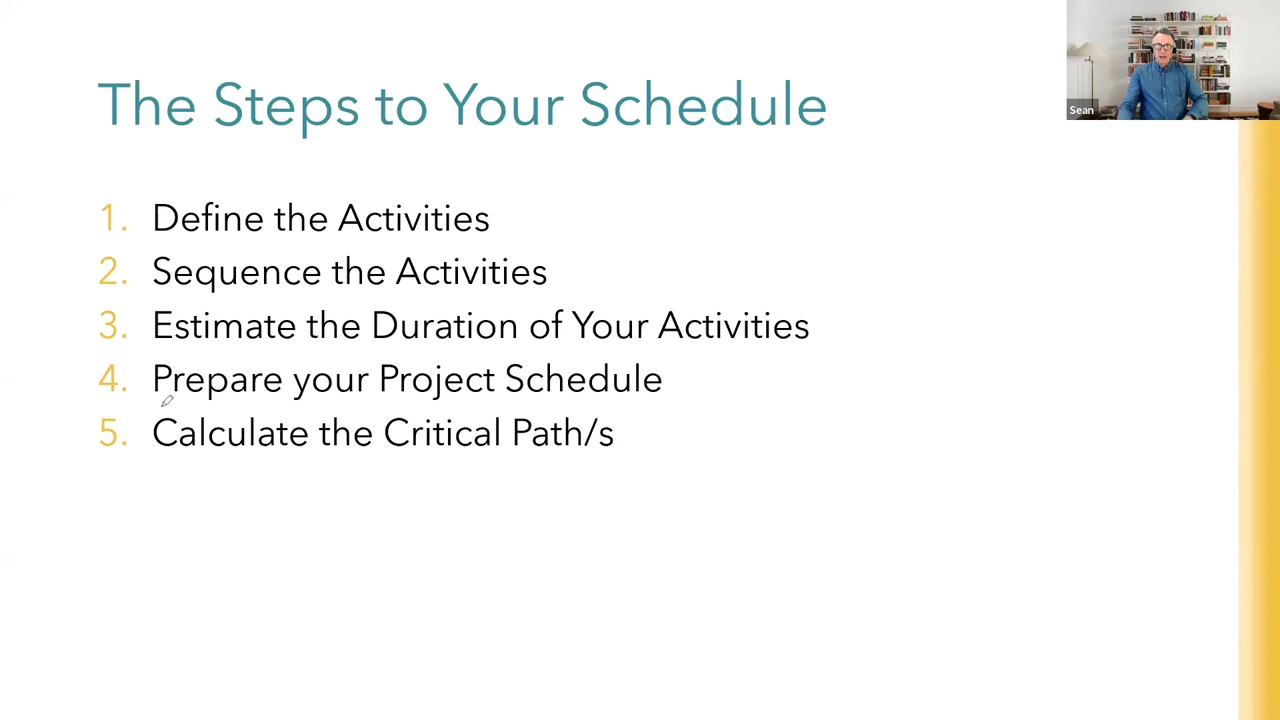 The Steps to Your Schedule
1. Define the Activities
2. Sequence the Activities
3. Estimate the Duration of Your Activities
4. Prepare your Project Schedule
5. Calculate the Critical Path/s
Sean